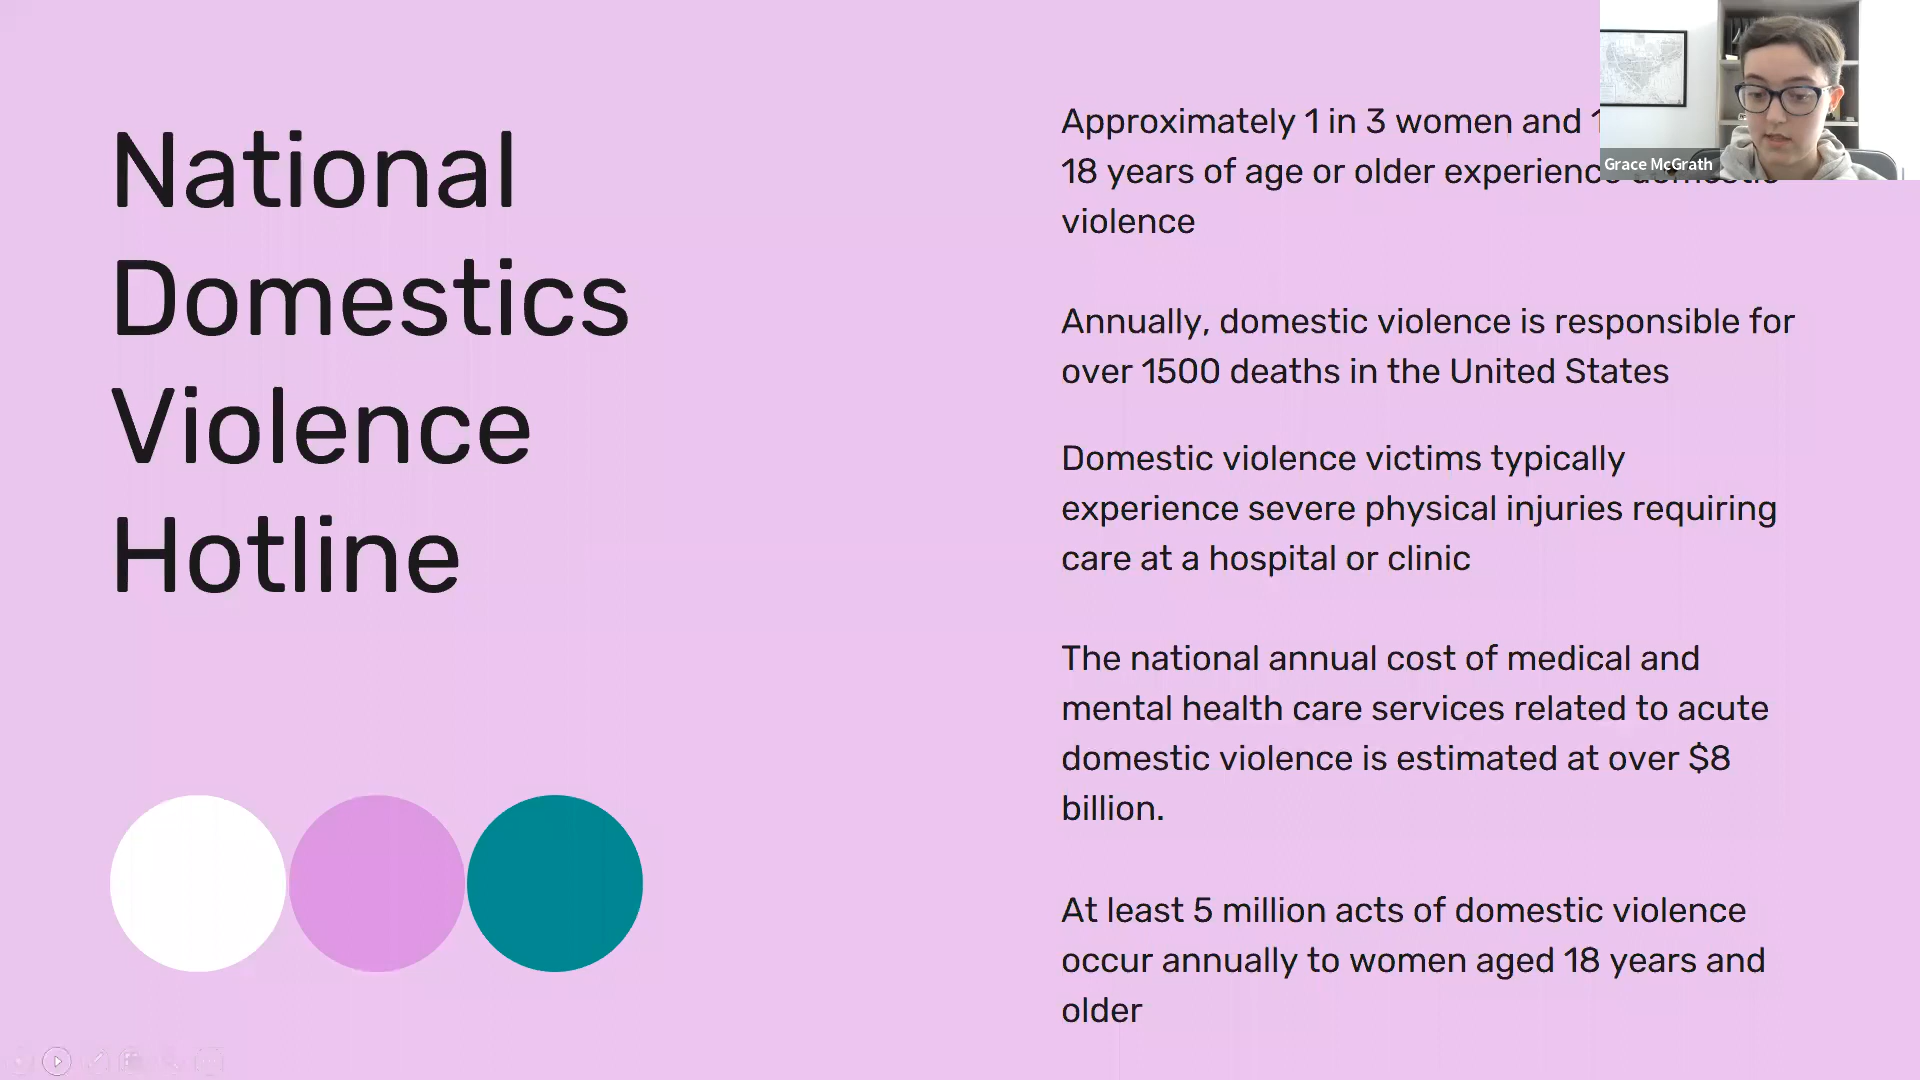 National
Domestics
Violence
Hotline
Approximately 1 in 3 women and
18 years of age or older experience domestic
violence
Annually, domestic violence is responsible for
over 1500 deaths in the United States
Domestic violence victims typically
experience severe physical injuries requiring
care at a hospital or clinic
The national annual cost of medical and
mental health care services related to acute
domestic violence is estimated at over $8
billion.
At least 5 million acts of domestic violence
occur annually to women aged 18 years and
older
Grace McGrath